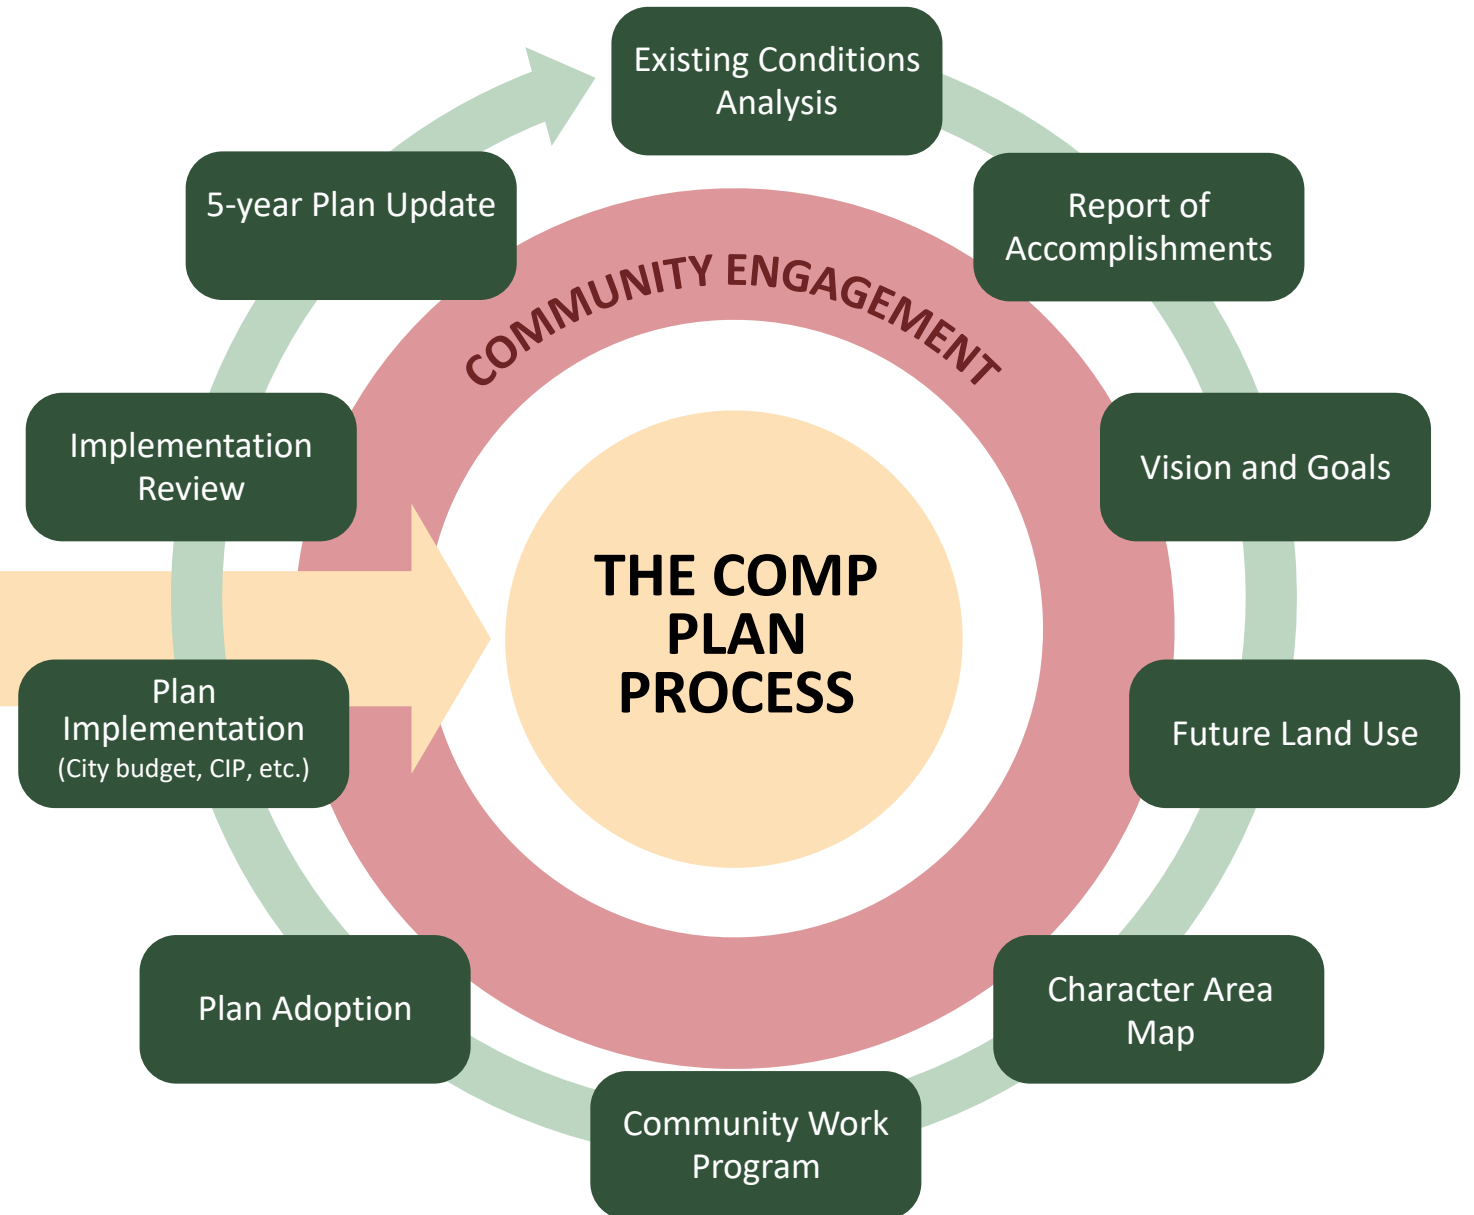 Existing Conditions
Analysis
Report of
Accomplishments
Vision and Goals
Future Land Use
Character Area
Map
Community Work
Program
Plan Adoption
Plan
Implementation
(City budget, CIP, etc.)
Implementation
Review
5-year Plan Update
COMMUNITY ENGAGEMENT
THE COMP
PLAN
PROCESS